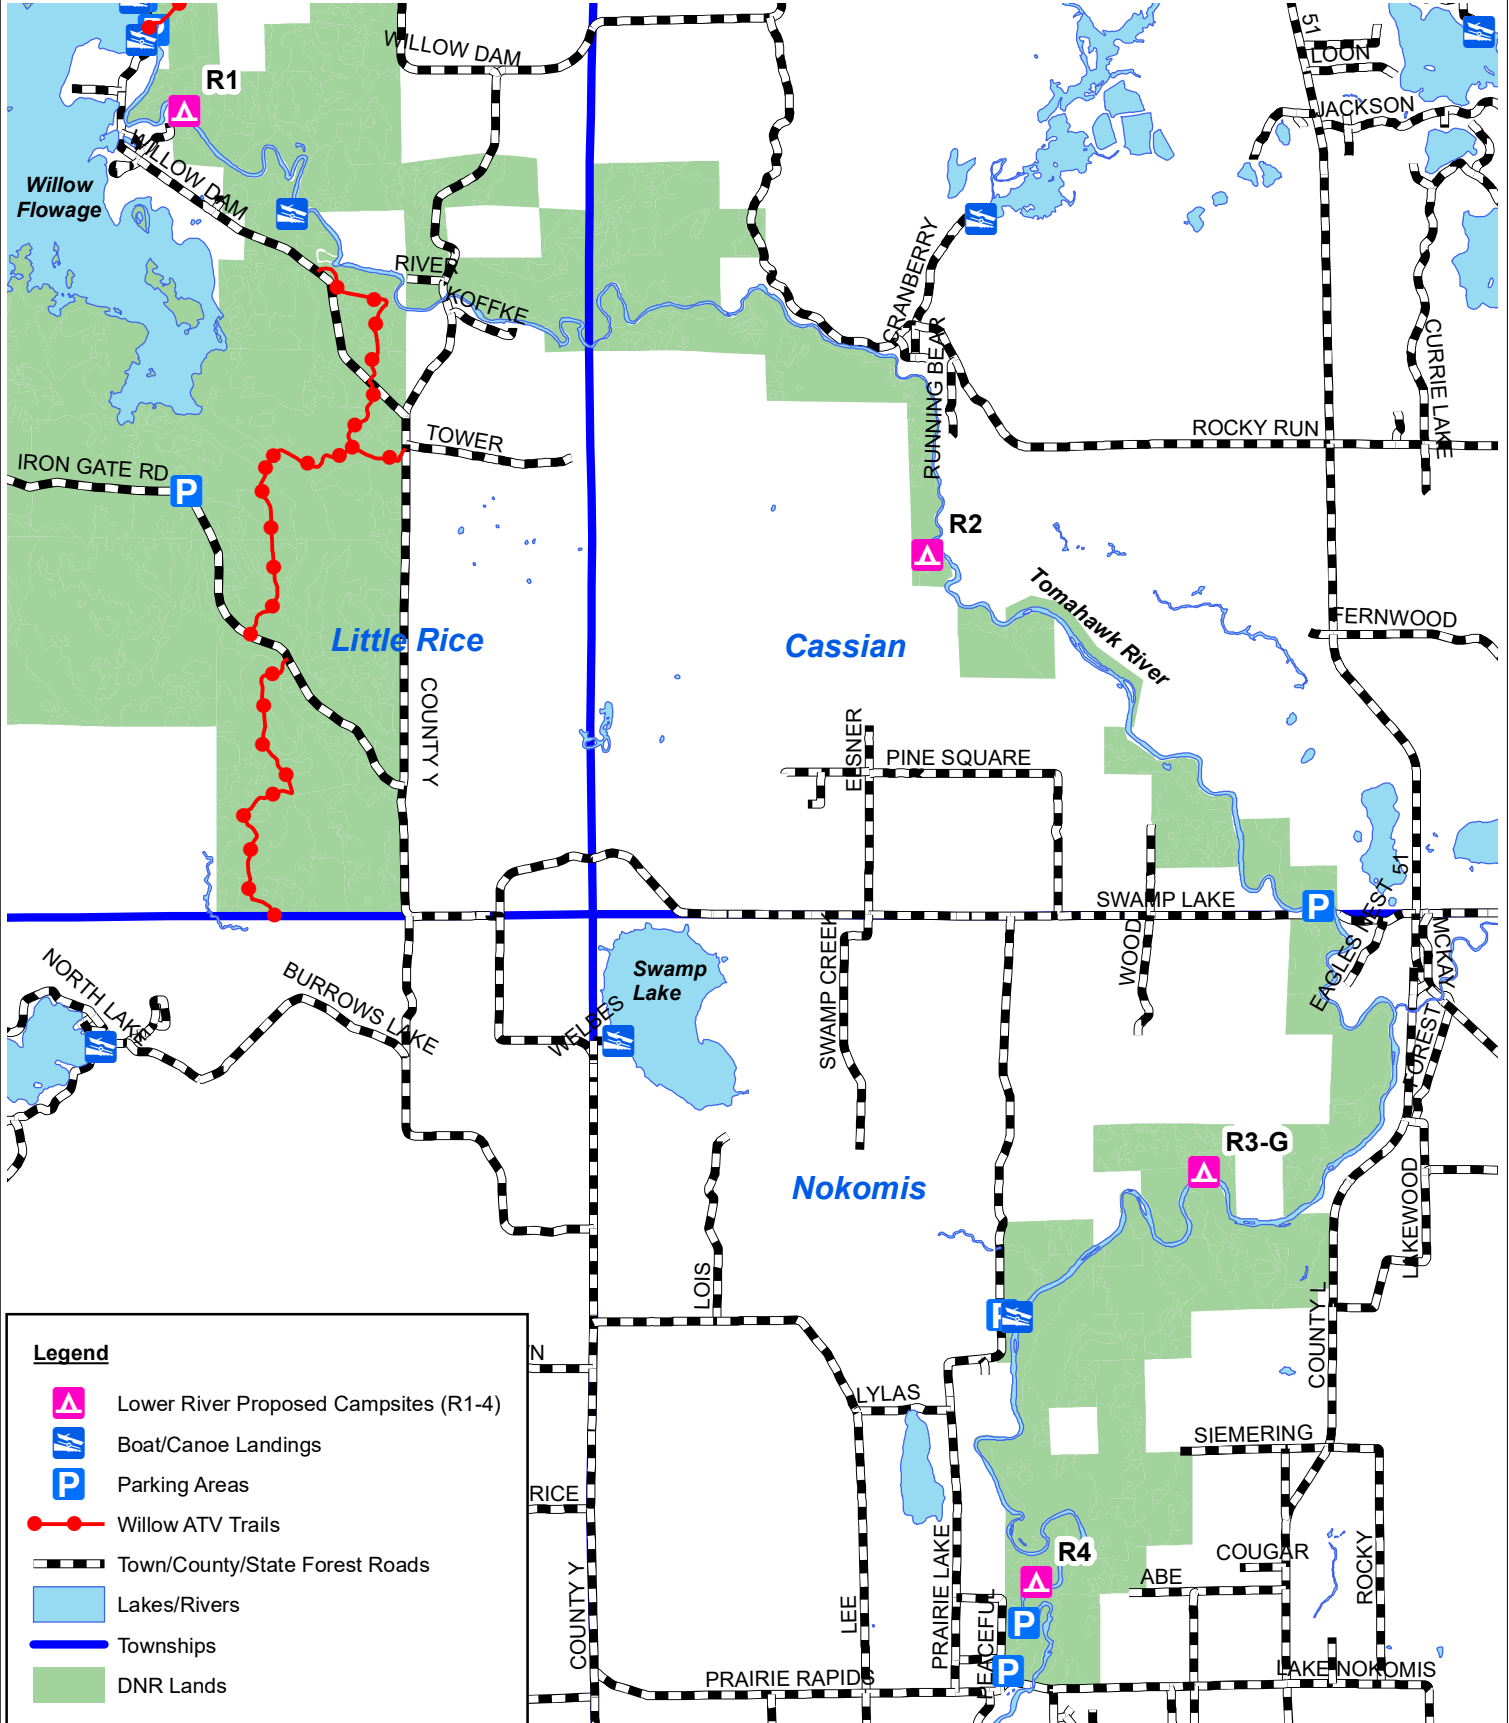 51
LOON
WILLOW DAM
R1
JACKSON
WILLOW DAM
Willow
Flowage
CRANBERRY
RIVER
KOFFKE
RUNNING BEAR
CURRIE LAKE
TOWER
ROCKY RUN
IRON GATE RD
P
R2
Tomahawk River
FERNWOOD
Little Rice
Cassian
COUNTY Y
ELSNER
PINE SQUARE
51
SWAMP LAKE
P
EAGLES NEST
MCKAY
WOOD
SWAMP CREEK
Swamp
Lake
NORTH LAKE
BURROWS LAKE
WELBES
FOREST
R3-G
LAKEWOOD
Nokomis
LOIS
COUNTY L
P
Legend
Lower River Proposed Campsites (R1-4)
Boat/Canoe Landings
P Parking Areas
Willow ATV Trails
Town/County/State Forest Roads
Lakes/Rivers
Townships
DNR Lands
LYLAS
SIEMERING
RICE
PRAIRIE LAKE
R4
COUGAR
ABE
ROCKY
COUNTY Y
LEE
PEACEFUL
P
P
PRAIRIE RAPIDS
LAKE NOKOMIS